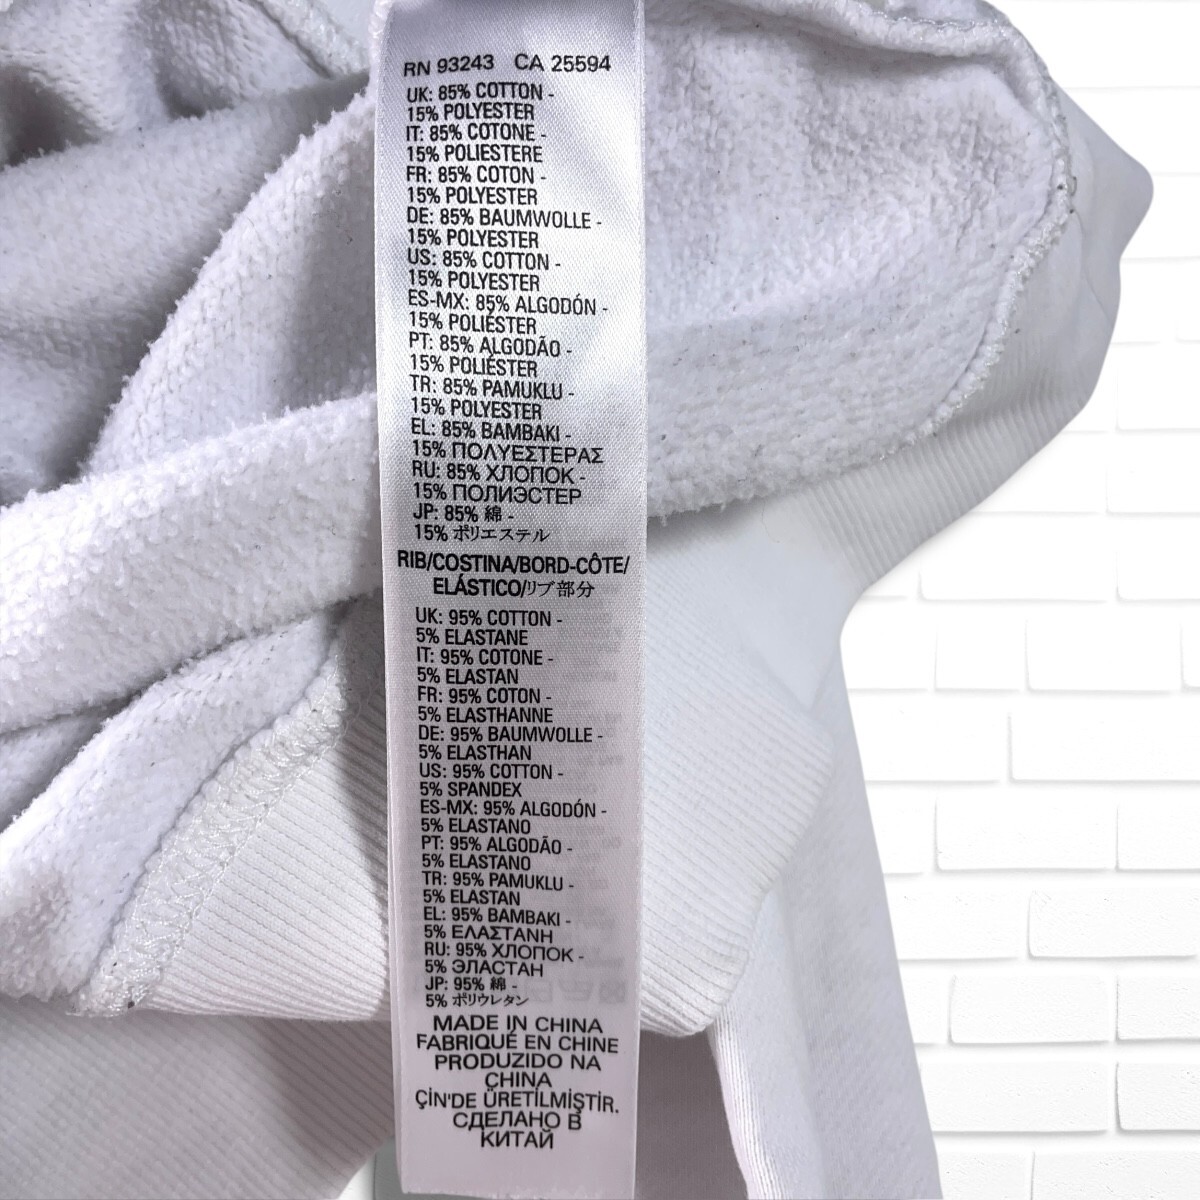 RN 93243 CA 25594
UK: 85% COTTON -
15% POLYESTER
IT: 85% COTONE -
15% POLIESTERE
FR: 85% COTON -
15% POLYESTER
DE: 85% BAUMWOLLE -
15% POLYESTER
US: 85% COTTON -
15% POLYESTER
ES-MX: 85% ALGODÓN -
15% POLIÉSTER
PT: 85% ALGODÃO -
15% POLIÉSTER
TR: 85% PAMUKLU -
15% POLYESTER
EL: 85% BAMBAKI -
15% ΠΟΛΥΕΣΤΕΡΑΣ
RU: 85% ХЛОПОК -
15% ПОЛИЭСТЕР
JP: 85% 綿 -
15% ポリエステル
RIB/COSTINA/BORD-CÔTE/
ELÁSTICO/リブ部分
UK: 95% COTTON -
5% ELASTANE
IT: 95% COTONE -
5% ELASTAN
FR: 95% COTON -
5% ELASTHANNE
DE: 95% BAUMWOLLE -
5% ELASTHAN
US: 95% COTTON -
5% SPANDEX
ES-MX: 95% ALGODÓN -
5% ELASTANO
PT: 95% ALGODÃO -
5% ELASTANO
TR: 95% PAMUKLU -
5% ELASTAN
EL: 95% BAMBAKI -
5% ΕΛΑΣΤΑΝΗ
RU: 95% ХЛОПОК -
5% ЭЛАСТАН
JP: 95% 綿 -
5% ポリウレタン
MADE IN CHINA
FABRIQUÉ EN CHINE
PRODUZIDO NA
CHINA
ÇİN'DE ÜRETİLMİŞTİR.
СДЕЛАНО В
КИТАЙ